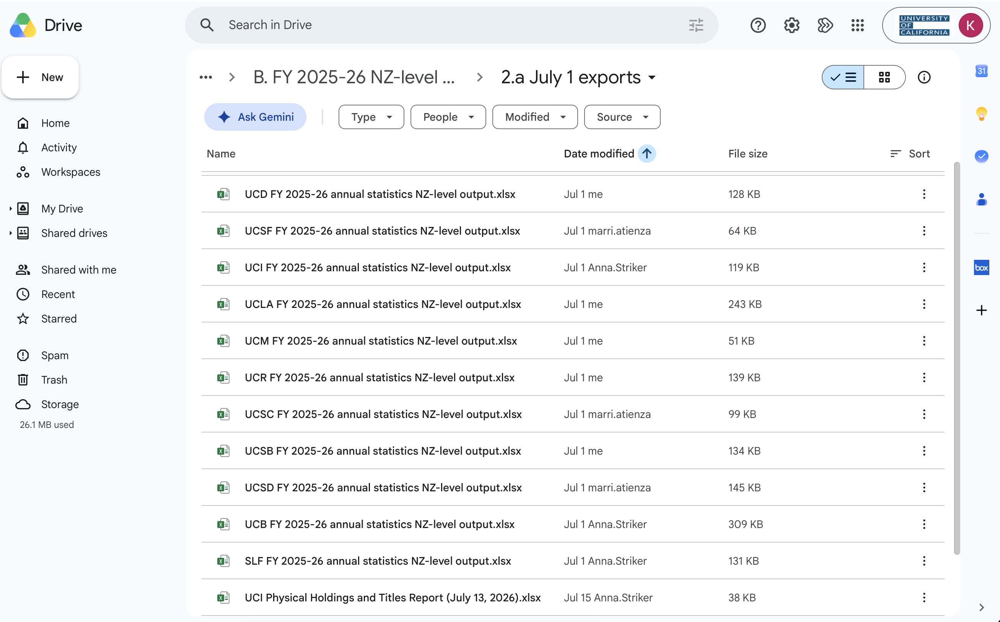 Drive
Search in Drive
UNIVERSITY
OF
CALIFORNIA
K
New
Home
Activity
Workspaces
My Drive
Shared drives
Shared with me
Recent
Starred
Spam
Trash
Storage
26.1 MB used
B. FY 2025-26 NZ-level ...
2.a July 1 exports
Ask Gemini
Type
People
Modified
Source
Name Date modified File size Sort
UCD FY 2025-26 annual statistics NZ-level output.xlsx Jul 1 me 128 KB
UCSF FY 2025-26 annual statistics NZ-level output.xlsx Jul 1 marri.atienza 64 KB
UCI FY 2025-26 annual statistics NZ-level output.xlsx Jul 1 Anna.Striker 119 KB
UCLA FY 2025-26 annual statistics NZ-level output.xlsx Jul 1 me 243 KB
UCM FY 2025-26 annual statistics NZ-level output.xlsx Jul 1 me 51 KB
UCR FY 2025-26 annual statistics NZ-level output.xlsx Jul 1 me 139 KB
UCSC FY 2025-26 annual statistics NZ-level output.xlsx Jul 1 marri.atienza 99 KB
UCSB FY 2025-26 annual statistics NZ-level output.xlsx Jul 1 me 134 KB
UCSD FY 2025-26 annual statistics NZ-level output.xlsx Jul 1 marri.atienza 145 KB
UCB FY 2025-26 annual statistics NZ-level output.xlsx Jul 1 Anna.Striker 309 KB
SLF FY 2025-26 annual statistics NZ-level output.xlsx Jul 1 Anna.Striker 131 KB
UCI Physical Holdings and Titles Report (July 13, 2026).xlsx Jul 15 Anna.Striker 38 KB
31
box